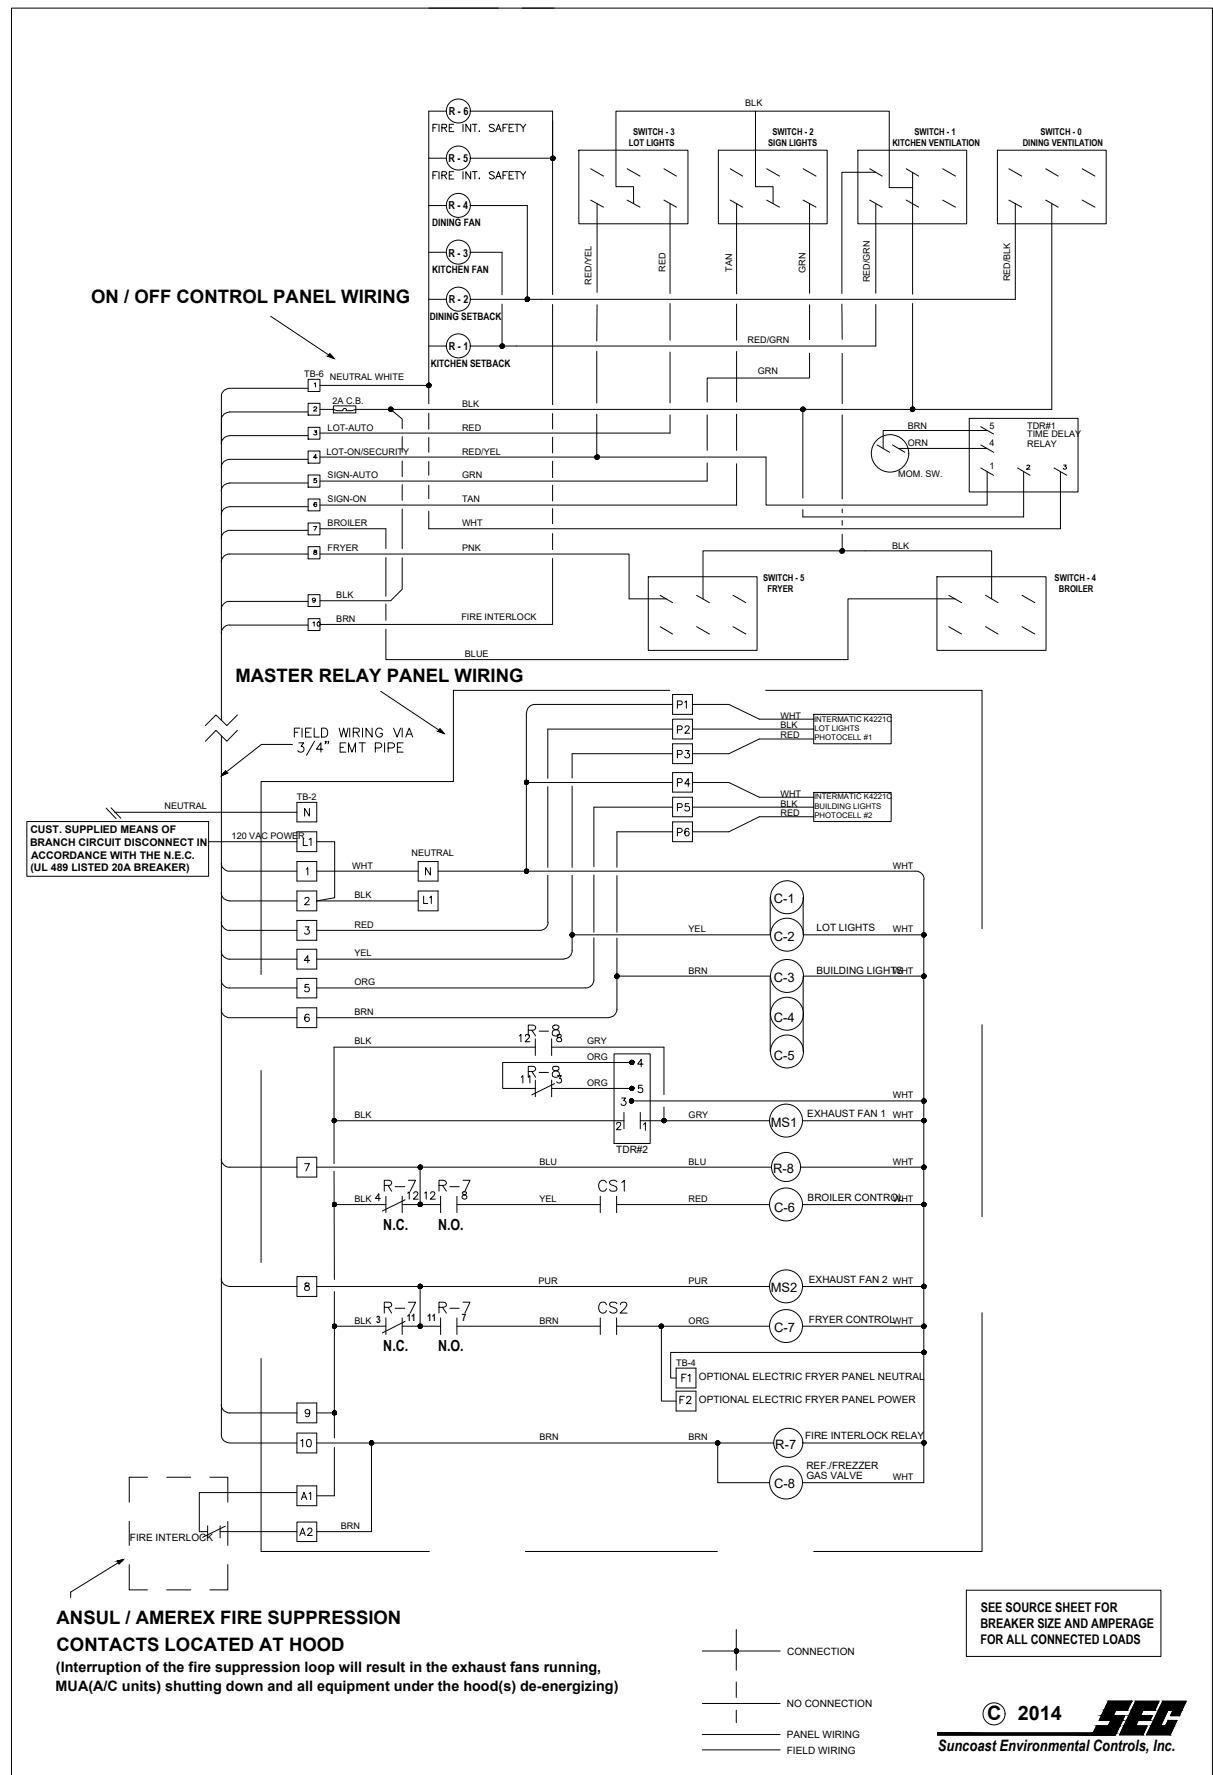 BLK
R - 6
FIRE INT. SAFETY
R - 5
FIRE INT. SAFETY
R - 4
DINING FAN
R - 3
KITCHEN FAN
R - 2
DINING SETBACK
R - 1
KITCHEN SETBACK
SWITCH - 3
LOT LIGHTS
SWITCH - 2
SIGN LIGHTS
SWITCH - 1
KITCHEN VENTILATION
SWITCH - 0
DINING VENTILATION
RED/YEL
RED
TAN
GRN
RED/GRN
RED/BLK
RED/GRN
GRN
ON / OFF CONTROL PANEL WIRING
TB-6
1 NEUTRAL WHITE
2 2A C.B. BLK
3 LOT-AUTO RED
4 LOT-ON/SECURITY RED/YEL
5 SIGN-AUTO GRN
6 SIGN-ON TAN
7 BROILER WHT
8 FRYER PNK
9 BLK
10 BRN FIRE INTERLOCK
BLUE
BRN
ORN
MOM. SW.
5 TDR#1
TIME DELAY
4 RELAY
1 2 3
BLK
SWITCH - 5
FRYER
SWITCH - 4
BROILER
MASTER RELAY PANEL WIRING
FIELD WIRING VIA
3/4" EMT PIPE
P1
P2
P3
WHT
BLK
RED
INTERMATIC K4221C
LOT LIGHTS
PHOTOCELL #1
P4
P5
P6
WHT
BLK
RED
INTERMATIC K4221C
BUILDING LIGHTS
PHOTOCELL #2
NEUTRAL
TB-2
N
CUST. SUPPLIED MEANS OF
BRANCH CIRCUIT DISCONNECT IN
ACCORDANCE WITH THE N.E.C.
(UL 489 LISTED 20A BREAKER)
120 VAC POWER
L1
NEUTRAL
1 WHT N WHT
2 BLK L1
3 RED
4 YEL
5 ORG
6 BRN
C-1
YEL C-2 LOT LIGHTS WHT
BRN C-3 BUILDING LIGHTS WHT
C-4
C-5
BLK 12 R-8 8 GRY
ORG 4
11 R-8 3 ORG 5
3 WHT
BLK 2 1 GRY MS1 EXHAUST FAN 1 WHT
TDR#2
7 BLU BLU R-8 WHT
BLK 4 R-7 12 12 R-7 8 YEL CS1 RED C-6 BROILER CONTROL WHT
N.C. N.O.
8 PUR PUR MS2 EXHAUST FAN 2 WHT
BLK 3 R-7 11 11 R-7 7 BRN CS2 ORG C-7 FRYER CONTROL WHT
N.C. N.O.
TB-4
F1 OPTIONAL ELECTRIC FRYER PANEL NEUTRAL
F2 OPTIONAL ELECTRIC FRYER PANEL POWER
9
10 BRN BRN R-7 FIRE INTERLOCK RELAY
C-8 REF./FREZZER
GAS VALVE WHT
A1
A2 BRN
FIRE INTERLOCK
ANSUL / AMEREX FIRE SUPPRESSION
CONTACTS LOCATED AT HOOD
(Interruption of the fire suppression loop will result in the exhaust fans running,
MUA(A/C units) shutting down and all equipment under the hood(s) de-energizing)
CONNECTION
NO CONNECTION
PANEL WIRING
FIELD WIRING
SEE SOURCE SHEET FOR
BREAKER SIZE AND AMPERAGE
FOR ALL CONNECTED LOADS
© 2014 SEC
Suncoast Environmental Controls, Inc.